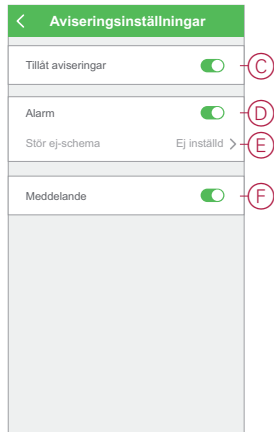 Aviseringsinställningar
Tillåt aviseringar C
Alarm D
Stör ej-schema Ej inställd E
Meddelande F